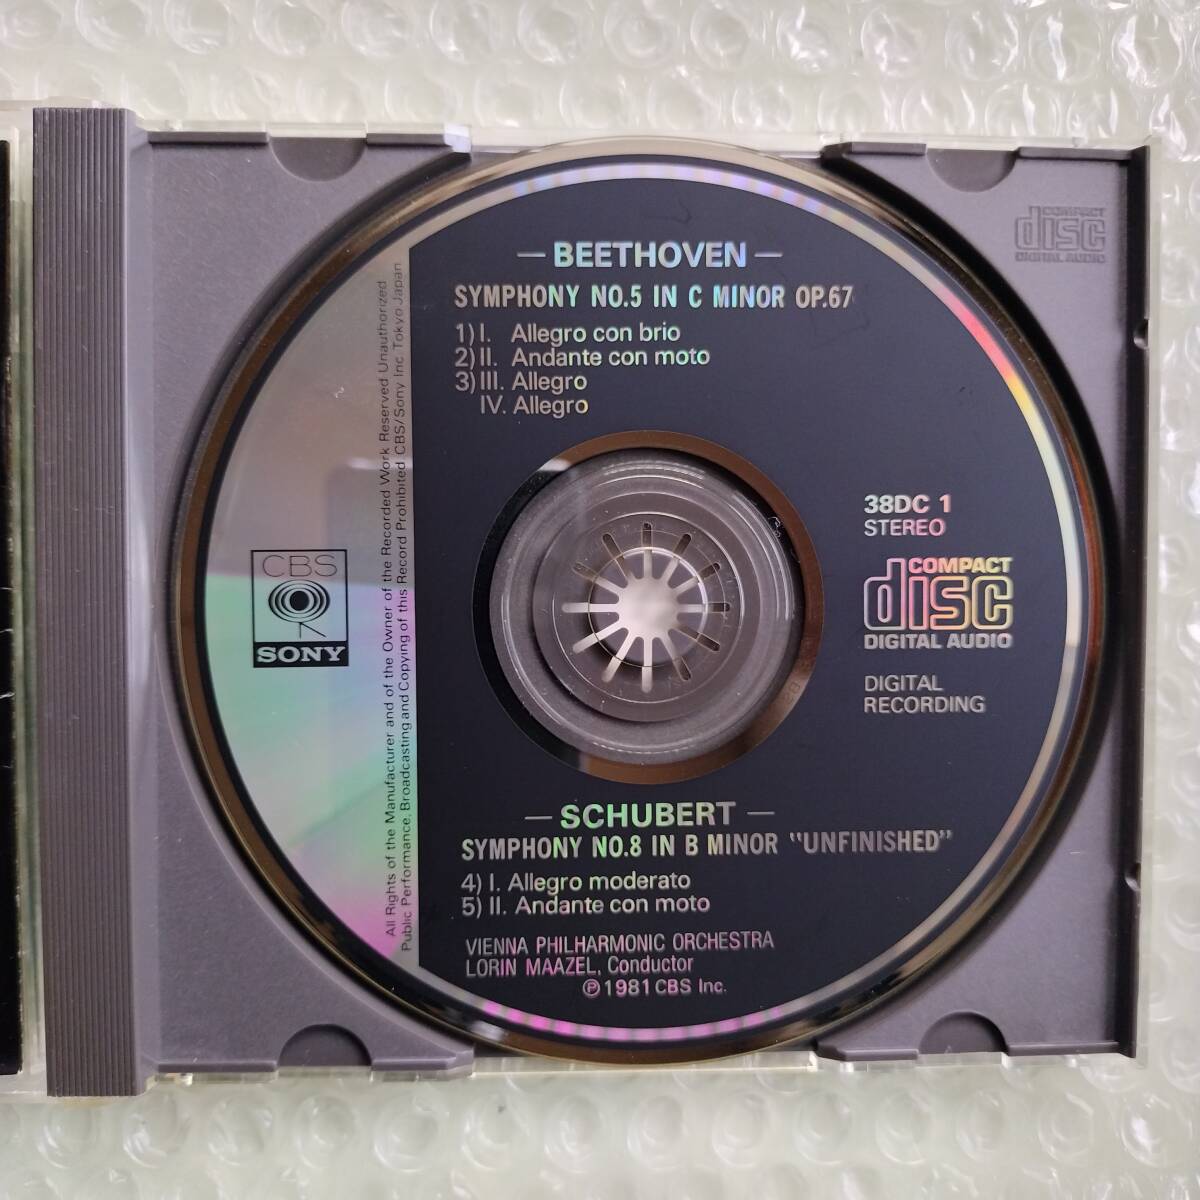 — BEETHOVEN —
SYMPHONY NO.5 IN C MINOR OP.67
1) I. Allegro con brio
2) II. Andante con moto
3) III. Allegro
IV. Allegro
38DC 1
STEREO
COMPACT
disc
DIGITAL AUDIO
DIGITAL
RECORDING
— SCHUBERT —
SYMPHONY NO.8 IN B MINOR "UNFINISHED"
4) I. Allegro moderato
5) II. Andante con moto
VIENNA PHILHARMONIC ORCHESTRA
LORIN MAAZEL, Conductor
℗ 1981 CBS Inc.
CBS
SONY
All Rights of the Manufacturer and of the Owner of the Recorded Work Reserved Unauthorized
Public Performance, Broadcasting and Copying of this Record Prohibited CBS/Sony Inc. Tokyo Japan
COMPACT
disc
DIGITAL AUDIO